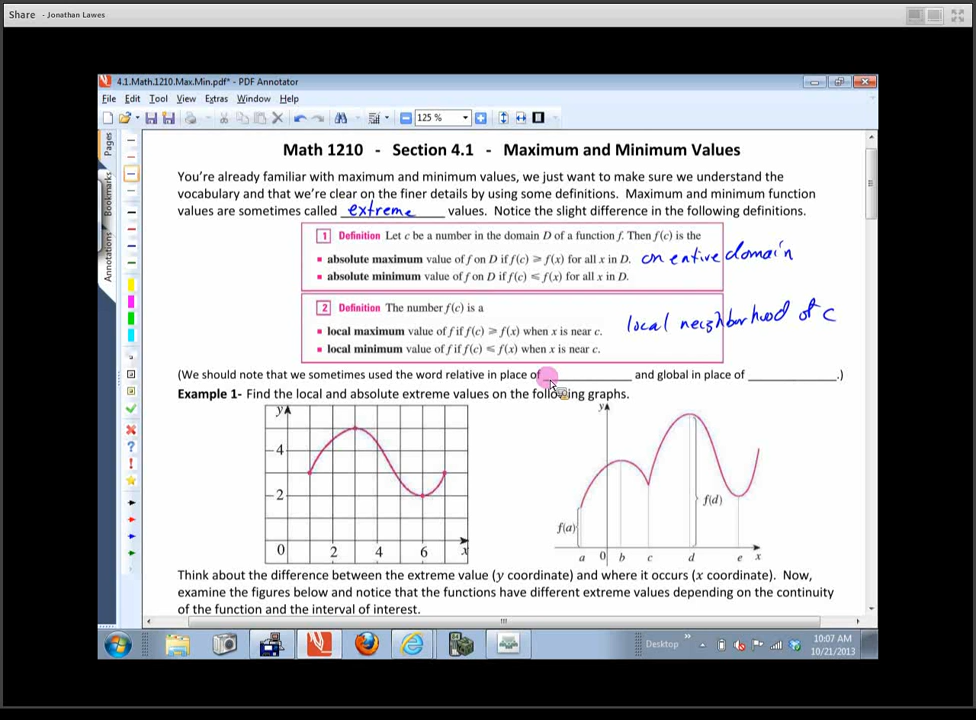 Share - Jonathan Lawes
4.1.Math.1210.Max.Min.pdf* - PDF Annotator
File Edit Tool View Extras Window Help
125 %
Pages
Bookmarks
Annotations
Math 1210 - Section 4.1 - Maximum and Minimum Values
You're already familiar with maximum and minimum values, we just want to make sure we understand the
vocabulary and that we're clear on the finer details by using some definitions. Maximum and minimum function
values are sometimes called extreme values. Notice the slight difference in the following definitions.
1 Definition Let c be a number in the domain D of a function f. Then f(c) is the
▪ absolute maximum value of f on D if f(c) ≥ f(x) for all x in D. on entire domain
▪ absolute minimum value of f on D if f(c) ≤ f(x) for all x in D.
2 Definition The number f(c) is a
▪ local maximum value of f if f(c) ≥ f(x) when x is near c. local neighborhood of c
▪ local minimum value of f if f(c) ≤ f(x) when x is near c.
(We should note that we sometimes used the word relative in place of ____________ and global in place of ____________.)
Example 1- Find the local and absolute extreme values on the following graphs.
y
4
2
0 2 4 6 x
y
f(d)
f(a)
a 0 b c d e x
Think about the difference between the extreme value (y coordinate) and where it occurs (x coordinate). Now,
examine the figures below and notice that the functions have different extreme values depending on the continuity
of the function and the interval of interest.
Desktop
10:07 AM
10/21/2013